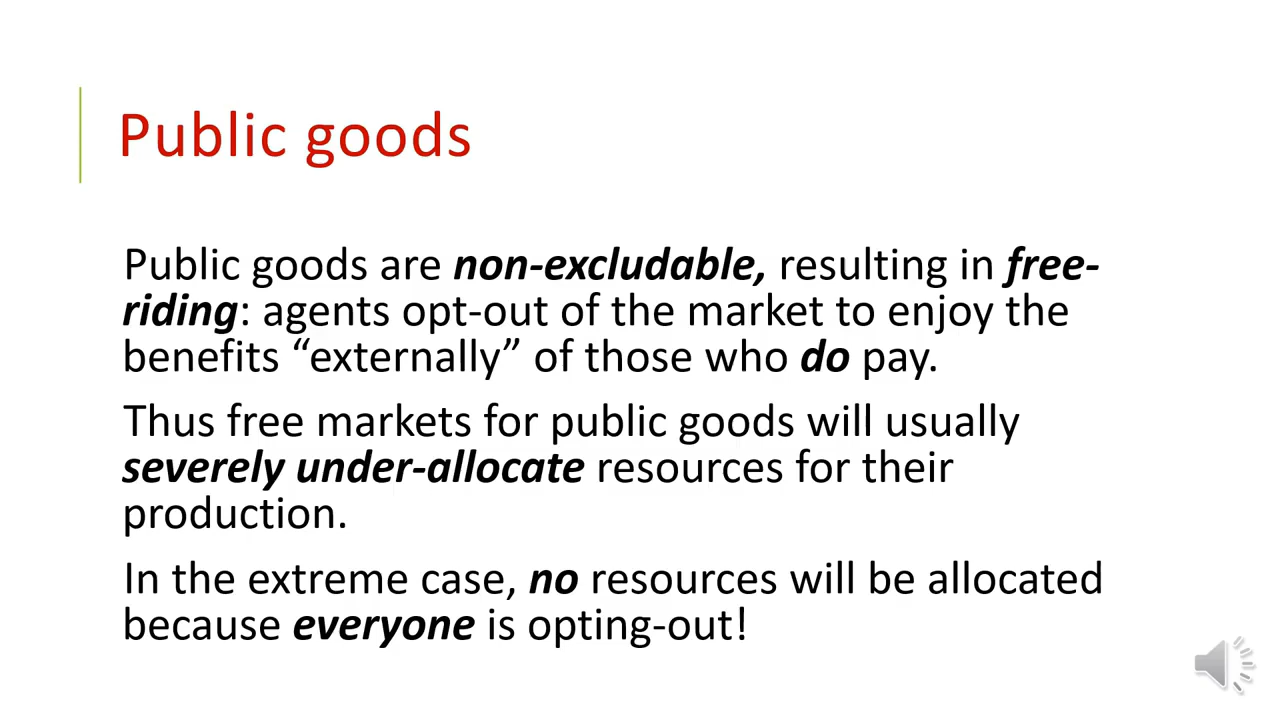 Public goods
Public goods are non-excludable, resulting in free-
riding: agents opt-out of the market to enjoy the
benefits “externally” of those who do pay.
Thus free markets for public goods will usually
severely under-allocate resources for their
production.
In the extreme case, no resources will be allocated
because everyone is opting-out!